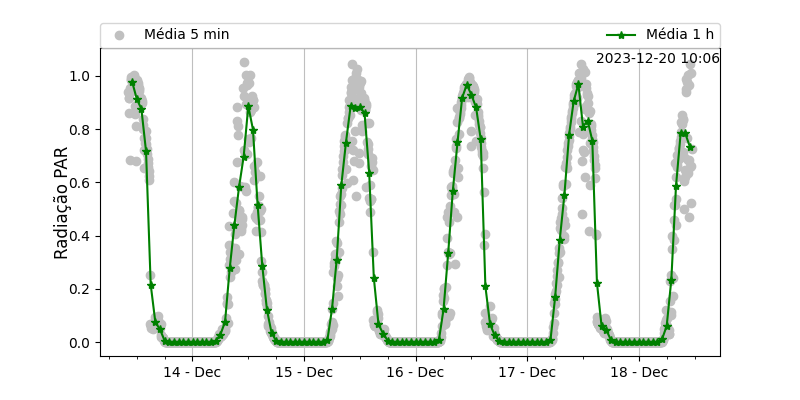 Média 5 min
Média 1 h
2023-12-20 10:06
1.0
0.8
0.6
0.4
0.2
0.0
Radiação PAR
14 - Dec
15 - Dec
16 - Dec
17 - Dec
18 - Dec